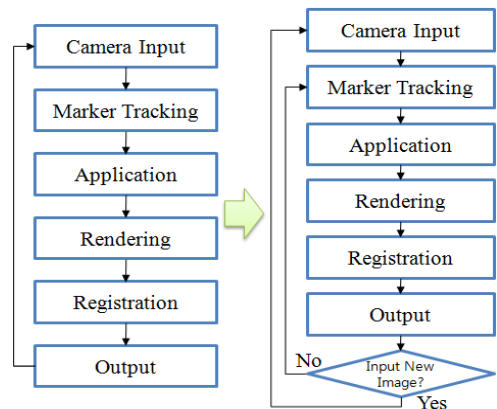 Camera Input
Marker Tracking
Application
Rendering
Registration
Output
Camera Input
Marker Tracking
Application
Rendering
Registration
Output
No
Input New
Image?
Yes